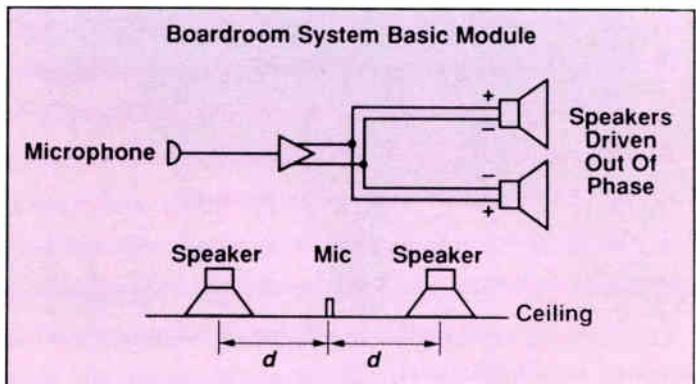 Boardroom System Basic Module
Microphone
+
−
−
+
Speakers
Driven
Out Of
Phase
Speaker Mic Speaker
Ceiling
d d